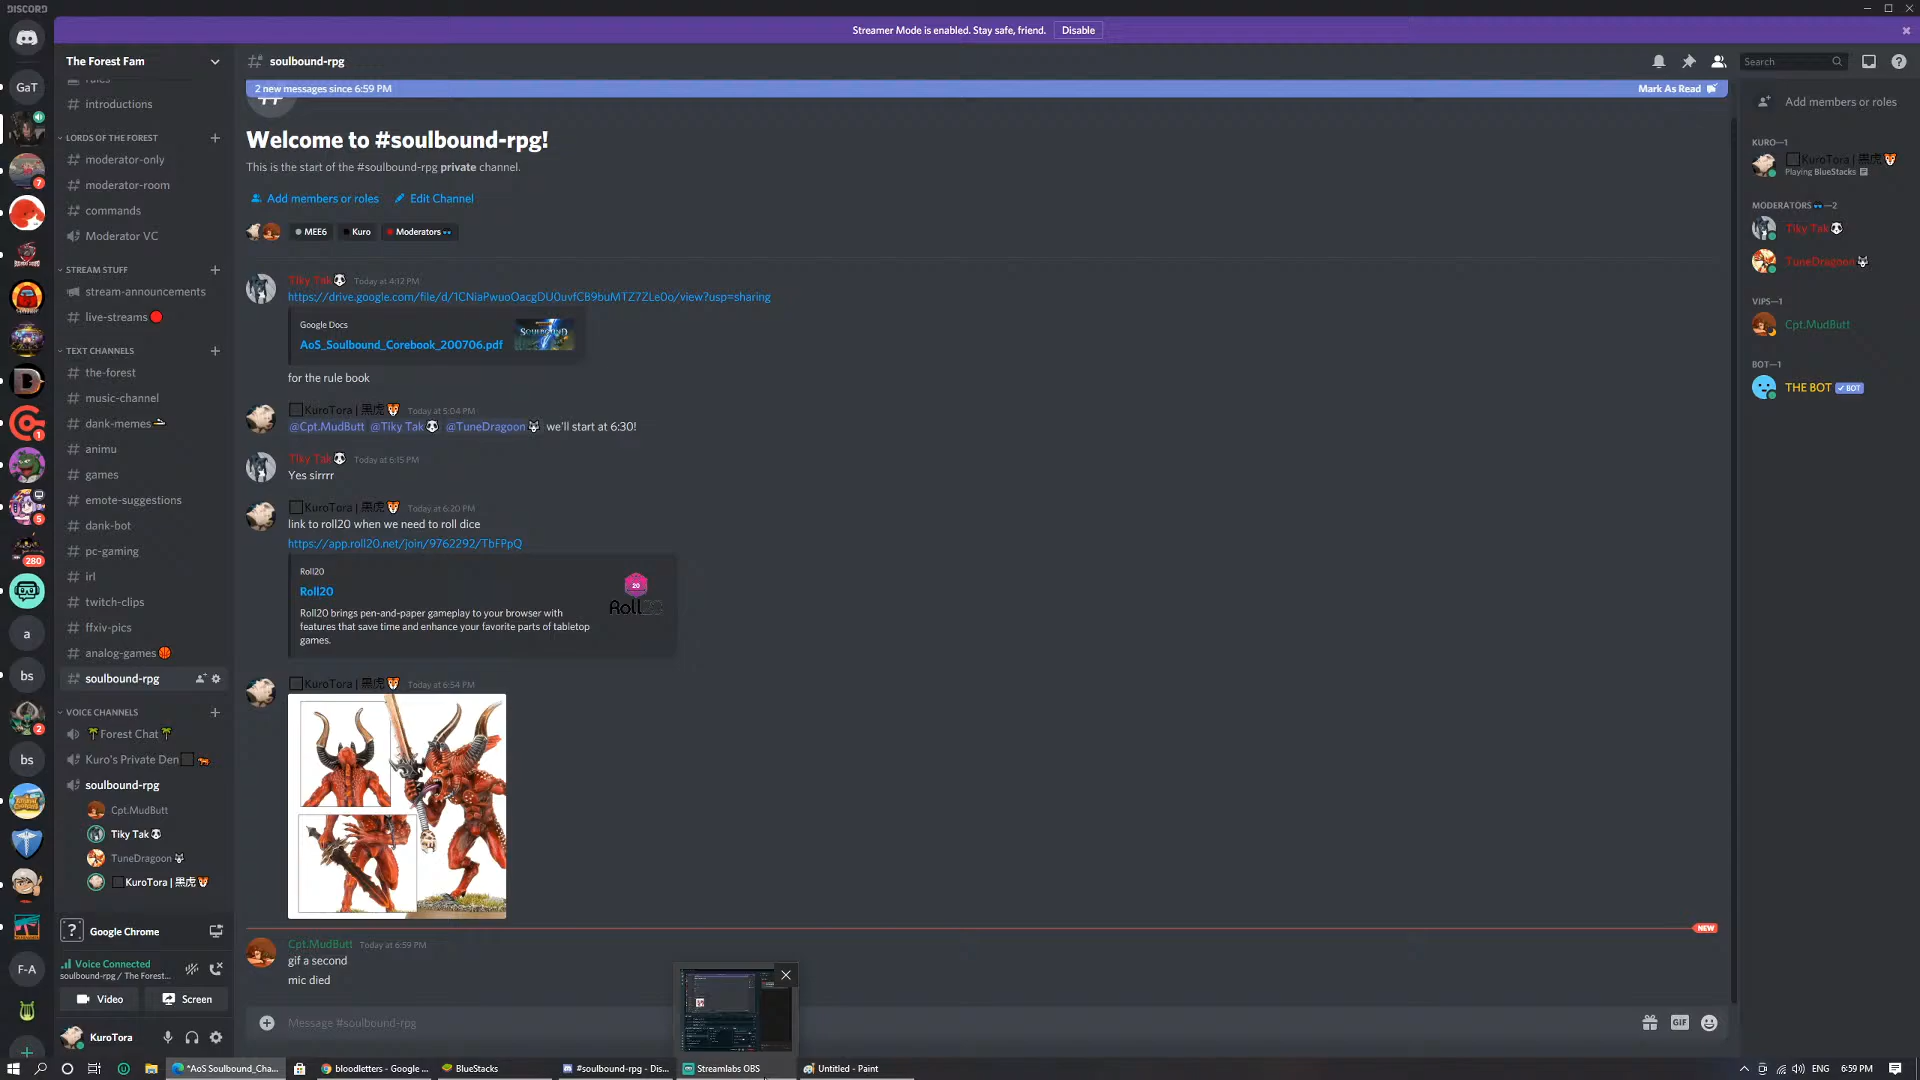 DISCORD
Streamer Mode is enabled. Stay safe, friend. Disable
The Forest Fam
introductions
LORDS OF THE FOREST
moderator-only
moderator-room
commands
Moderator VC
STREAM STUFF
stream-announcements
live-streams
TEXT CHANNELS
the-forest
music-channel
dank-memes
animu
games
emote-suggestions
dank-bot
pc-gaming
irl
twitch-clips
ffxiv-pics
analog-games
soulbound-rpg
VOICE CHANNELS
Forest Chat
Kuro's Private Den
soulbound-rpg
Cpt.MudButt
Tiky Tak
TuneDragoon
KuroTora | 黒虎
Google Chrome
Voice Connected
soulbound-rpg / The Forest...
Video
Screen
KuroTora
GaT
7
1
5
280
a
bs
2
bs
F-A
soulbound-rpg
Search
2 new messages since 6:59 PM
Mark As Read
Welcome to #soulbound-rpg!
This is the start of the #soulbound-rpg private channel.
Add members or roles
Edit Channel
MEE6
Kuro
Moderators
Tiky Tak Today at 4:12 PM
https://drive.google.com/file/d/1CNiaPwuoOacgDU0uvfCB9buMTZ7ZLe0o/view?usp=sharing
Google Docs
AoS_Soulbound_Corebook_200706.pdf
SOULBOUND
for the rule book
KuroTora | 黒虎 Today at 5:04 PM
@Cpt.MudButt @Tiky Tak @TuneDragoon we'll start at 6:30!
Tiky Tak Today at 6:15 PM
Yes sirrrr
KuroTora | 黒虎 Today at 6:20 PM
link to roll20 when we need to roll dice
https://app.roll20.net/join/9762292/TbFPpQ
Roll20
Roll20
Roll20 brings pen-and-paper gameplay to your browser with
features that save time and enhance your favorite parts of tabletop
games.
20
Roll20
KuroTora | 黒虎 Today at 6:54 PM
NEW
Cpt.MudButt Today at 6:59 PM
gif a second
mic died
Message #soulbound-rpg
GIF
Add members or roles
KURO—1
KuroTora | 黒虎
Playing BlueStacks
MODERATORS—2
Tiky Tak
TuneDragoon
VIPS—1
Cpt.MudButt
BOT—1
THE BOT
BOT
*AoS Soulbound_Cha...
bloodletters - Google ...
BlueStacks
#soulbound-rpg - Dis...
Streamlabs OBS
Untitled - Paint
ENG
6:59 PM